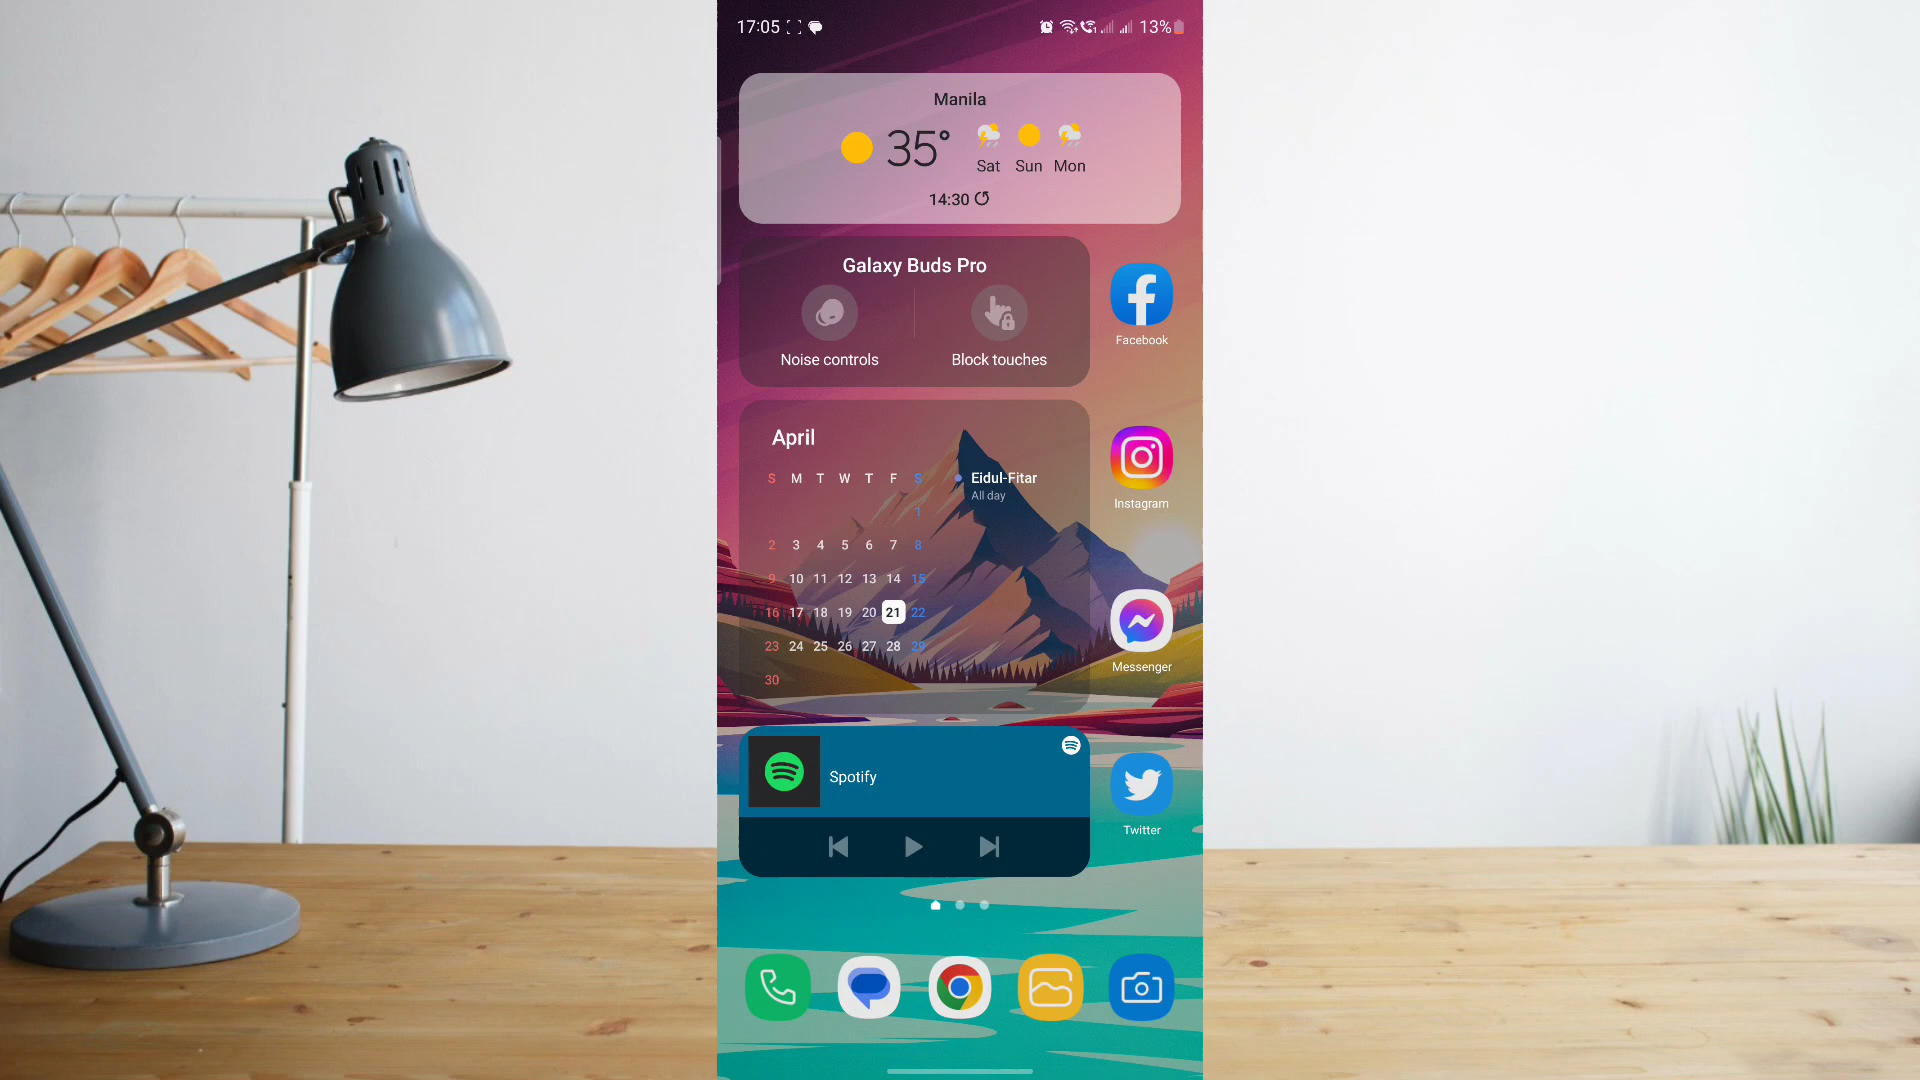 17:05
13%
Manila
35°
Sat Sun Mon
14:30
Galaxy Buds Pro
Noise controls Block touches
Facebook
April
S M T W T F S
1
2 3 4 5 6 7 8
9 10 11 12 13 14 15
16 17 18 19 20 21 22
23 24 25 26 27 28 29
30
Eidul-Fitar
All day
Instagram
Messenger
Spotify
Twitter